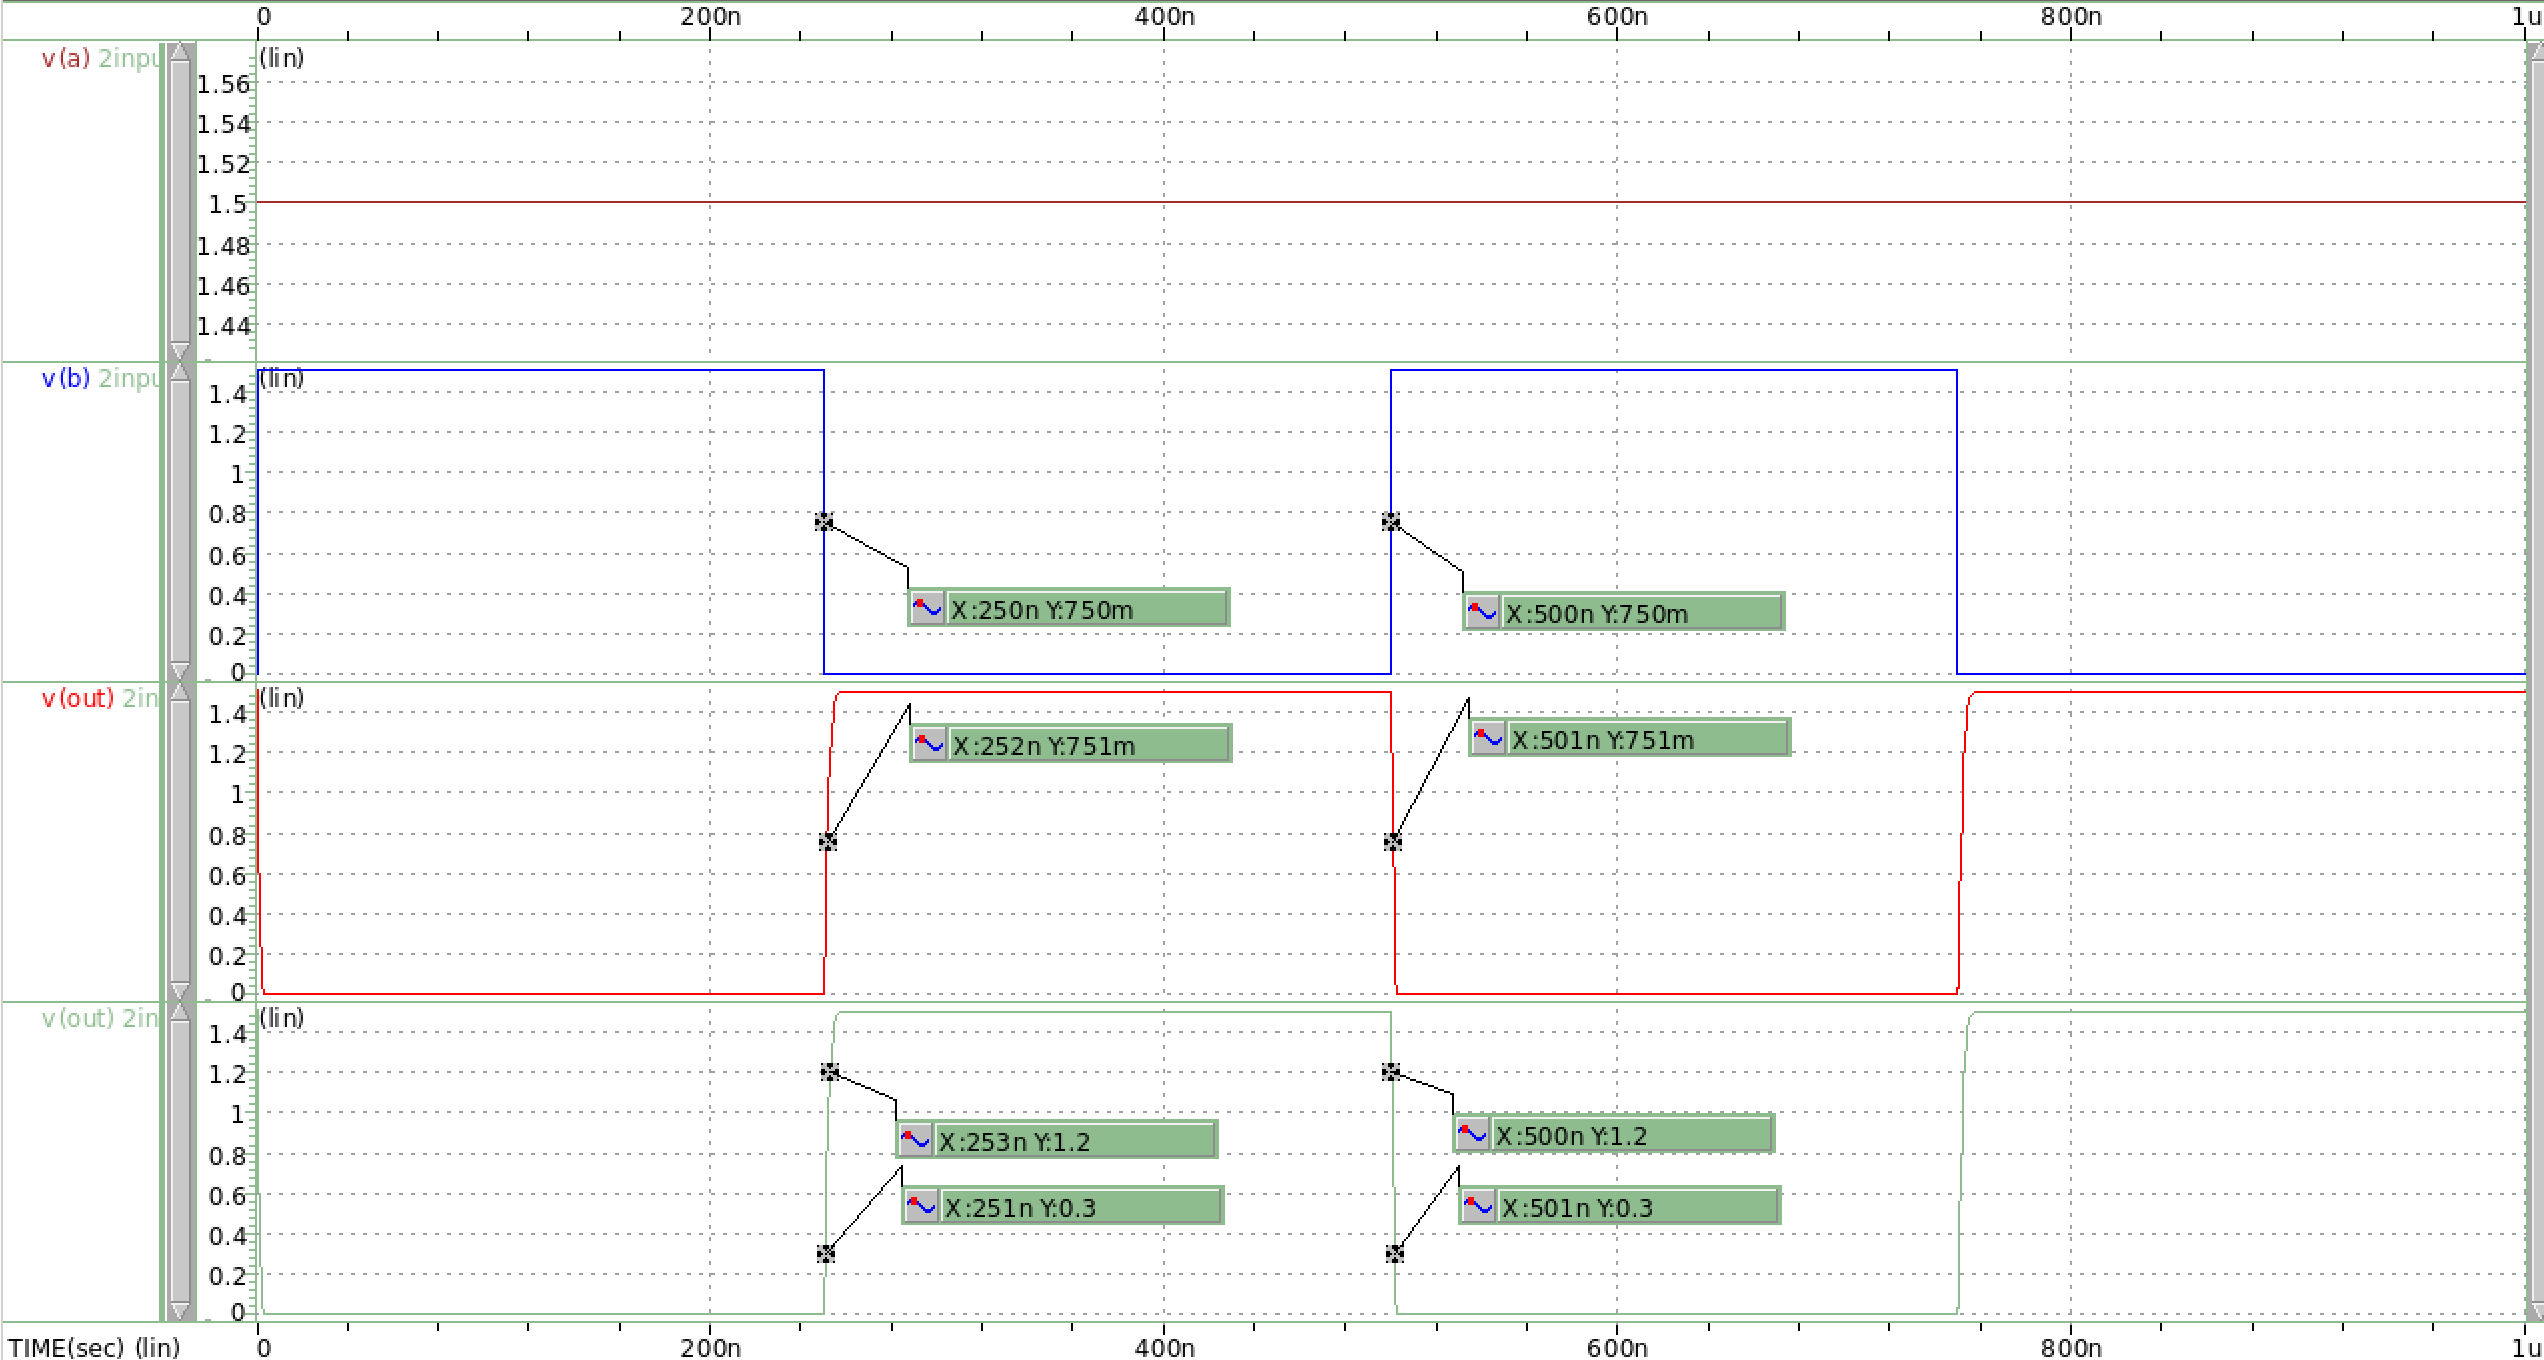 0 200n 400n 600n 800n 1u
v(a) 2inpu (lin)
1.56
1.54
1.52
1.5
1.48
1.46
1.44
v(b) 2inpu (lin)
1.4
1.2
1
0.8
0.6
0.4
0.2
0
X:250n Y:750m
X:500n Y:750m
v(out) 2in (lin)
1.4
1.2
1
0.8
0.6
0.4
0.2
0
X:252n Y:751m
X:501n Y:751m
v(out) 2in (lin)
1.4
1.2
1
0.8
0.6
0.4
0.2
0
X:253n Y:1.2
X:500n Y:1.2
X:251n Y:0.3
X:501n Y:0.3
TIME(sec) (lin) 0 200n 400n 600n 800n 1u